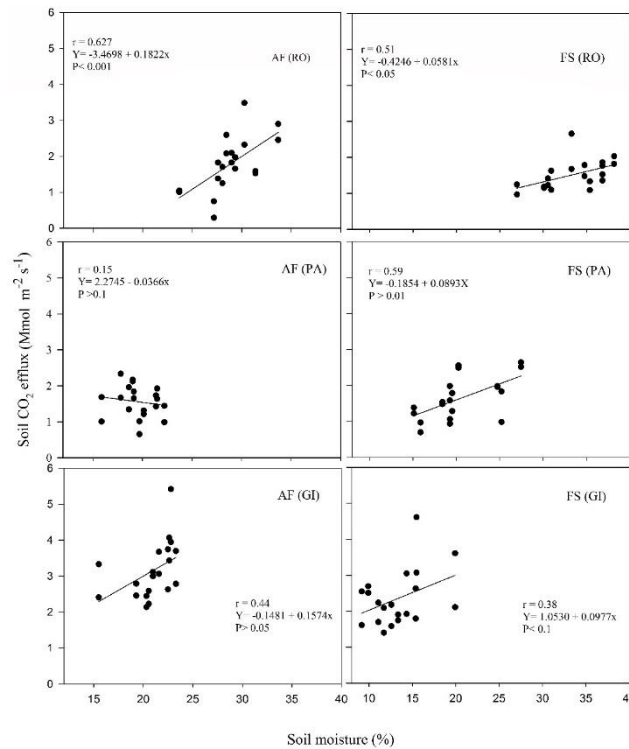 6
5
4
3
2
1
0
r = 0.627
Y= -3.4698 + 0.1822x
P< 0.001
AF (RO)
r = 0.51
Y= -0.4246 + 0.0581x
P< 0.05
FS (RO)
6
5
4
3
2
1
0
r = 0.15
Y= 2.2745 - 0.0366x
P >0.1
AF (PA)
r = 0.59
Y= -0.1854 + 0.0893X
P > 0.01
FS (PA)
6
5
4
3
2
1
0
AF (GI)
r = 0.44
Y= -0.1481 + 0.1574x
P> 0.05
FS (GI)
r = 0.38
Y= 1.0530 + 0.0977x
P< 0.1
Soil CO₂ efflux (Mmol m⁻² s⁻¹)
15 20 25 30 35 40
10 15 20 25 30 35 40
Soil moisture (%)